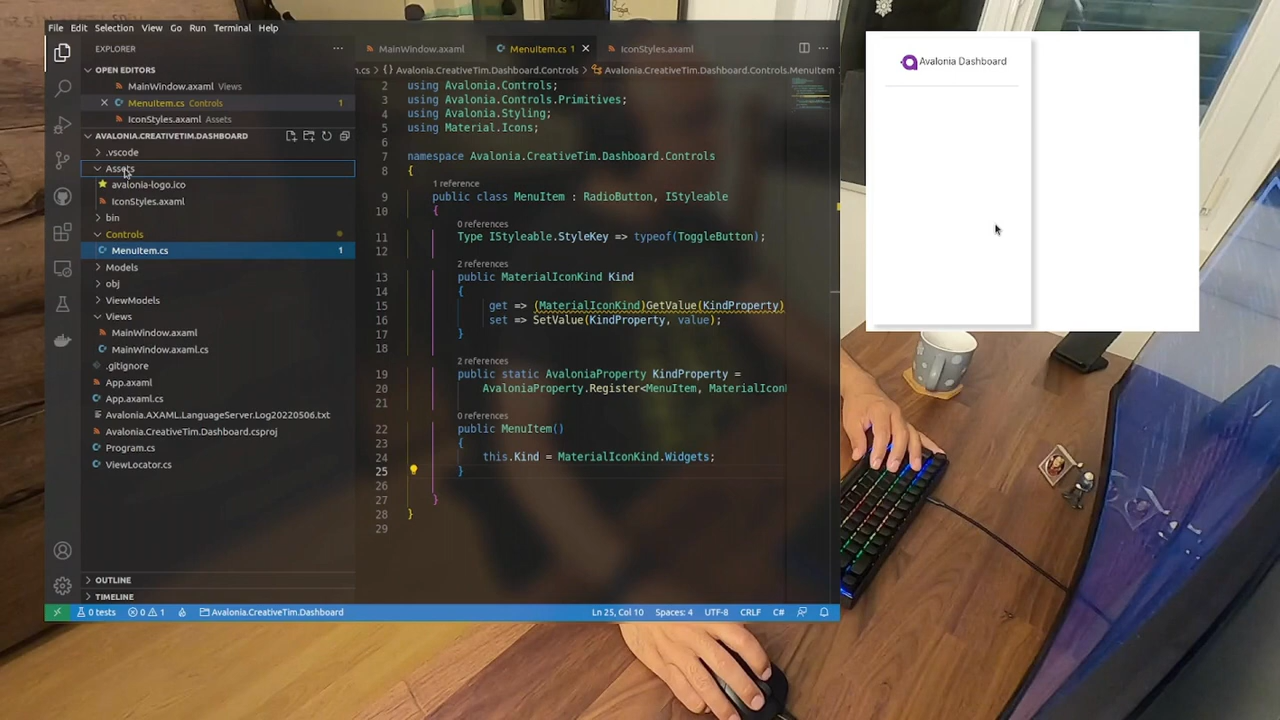 File Edit Selection View Go Run Terminal Help
EXPLORER
OPEN EDITORS
MainWindow.axaml Views
MenuItem.cs Controls 1
IconStyles.axaml Assets
AVALONIA.CREATIVETIM.DASHBOARD
.vscode
Assets
avalonia-logo.ico
IconStyles.axaml
bin
Controls
MenuItem.cs 1
Models
obj
ViewModels
Views
MainWindow.axaml
MainWindow.axaml.cs
.gitignore
App.axaml
App.axaml.cs
Avalonia.AXAML.LanguageServer.Log20220506.txt
Avalonia.CreativeTim.Dashboard.csproj
Program.cs
ViewLocator.cs
OUTLINE
TIMELINE
MainWindow.axaml MenuItem.cs 1 IconStyles.axaml
n.cs > {} Avalonia.CreativeTim.Dashboard.Controls > Avalonia.CreativeTim.Dashboard.Controls.MenuItem
2 using Avalonia.Controls;
3 using Avalonia.Controls.Primitives;
4 using Avalonia.Styling;
5 using Material.Icons;
6
7 namespace Avalonia.CreativeTim.Dashboard.Controls
8 {
1 reference
9 public class MenuItem : RadioButton, IStyleable
10 {
0 references
11 Type IStyleable.StyleKey => typeof(ToggleButton);
12
2 references
13 public MaterialIconKind Kind
14 {
15 get => (MaterialIconKind)GetValue(KindProperty)
16 set => SetValue(KindProperty, value);
17 }
18
2 references
19 public static AvaloniaProperty KindProperty =
20 AvaloniaProperty.Register<MenuItem, MaterialIconK
21
0 references
22 public MenuItem()
23 {
24 this.Kind = MaterialIconKind.Widgets;
25 }
26
27 }
28 }
29
0 tests 0 1 Avalonia.CreativeTim.Dashboard Ln 25, Col 10 Spaces: 4 UTF-8 CRLF C#
Avalonia Dashboard